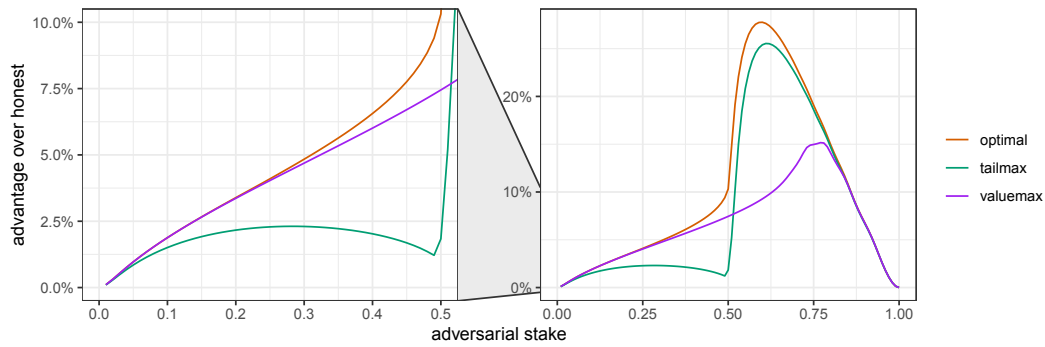 advantage over honest
10.0%
7.5%
5.0%
2.5%
0.0%
0.0 0.1 0.2 0.3 0.4 0.5
20%
10%
0%
0.00 0.25 0.50 0.75 1.00
adversarial stake
optimal
tailmax
valuemax